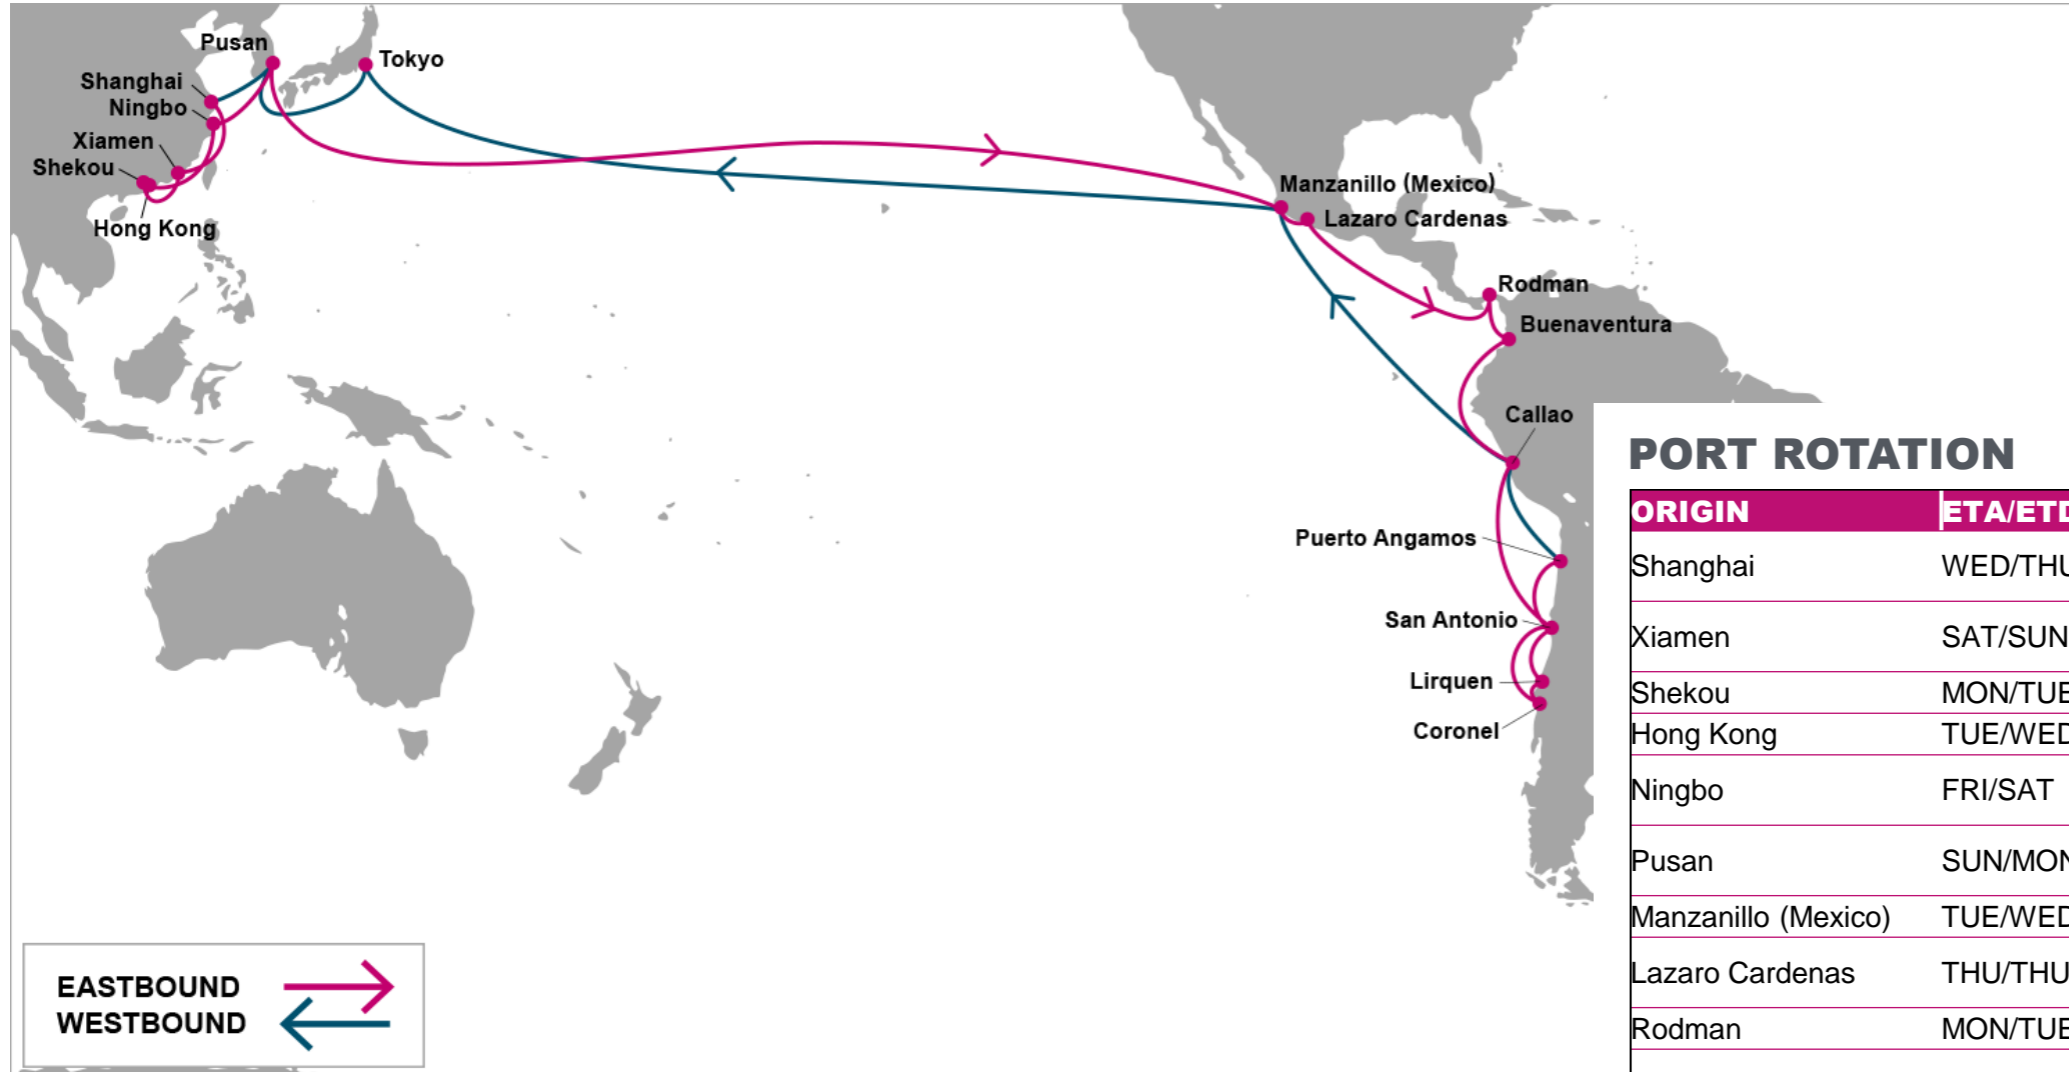 Pusan
Tokyo
Shanghai
Ningbo
Xiamen
Shekou
Hong Kong
Manzanillo (Mexico)
Lazaro Cardenas
Rodman
Buenaventura
Callao
Puerto Angamos
San Antonio
Lirquen
Coronel
EASTBOUND
WESTBOUND
PORT ROTATION
ORIGIN ETA/ETD
Shanghai WED/THU
Xiamen SAT/SUN
Shekou MON/TUE
Hong Kong TUE/WED
Ningbo FRI/SAT
Pusan SUN/MON
Manzanillo (Mexico) TUE/WED
Lazaro Cardenas THU/THU
Rodman MON/TUE